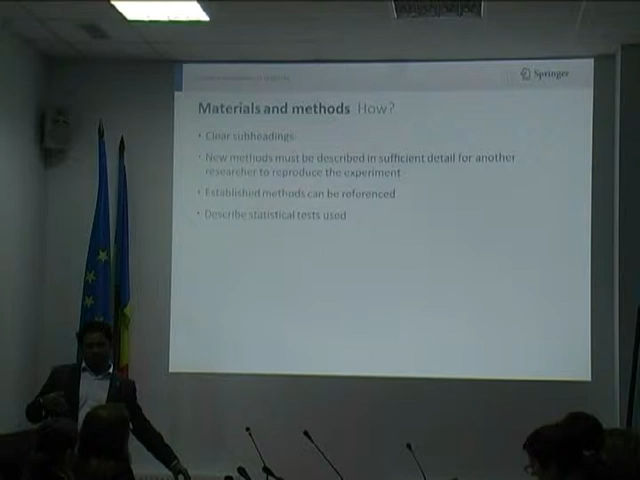 Springer
Materials and methods How?
• Clear subheadings
• New methods must be described in sufficient detail for another
researcher to reproduce the experiment
• Established methods can be referenced
• Describe statistical tests used